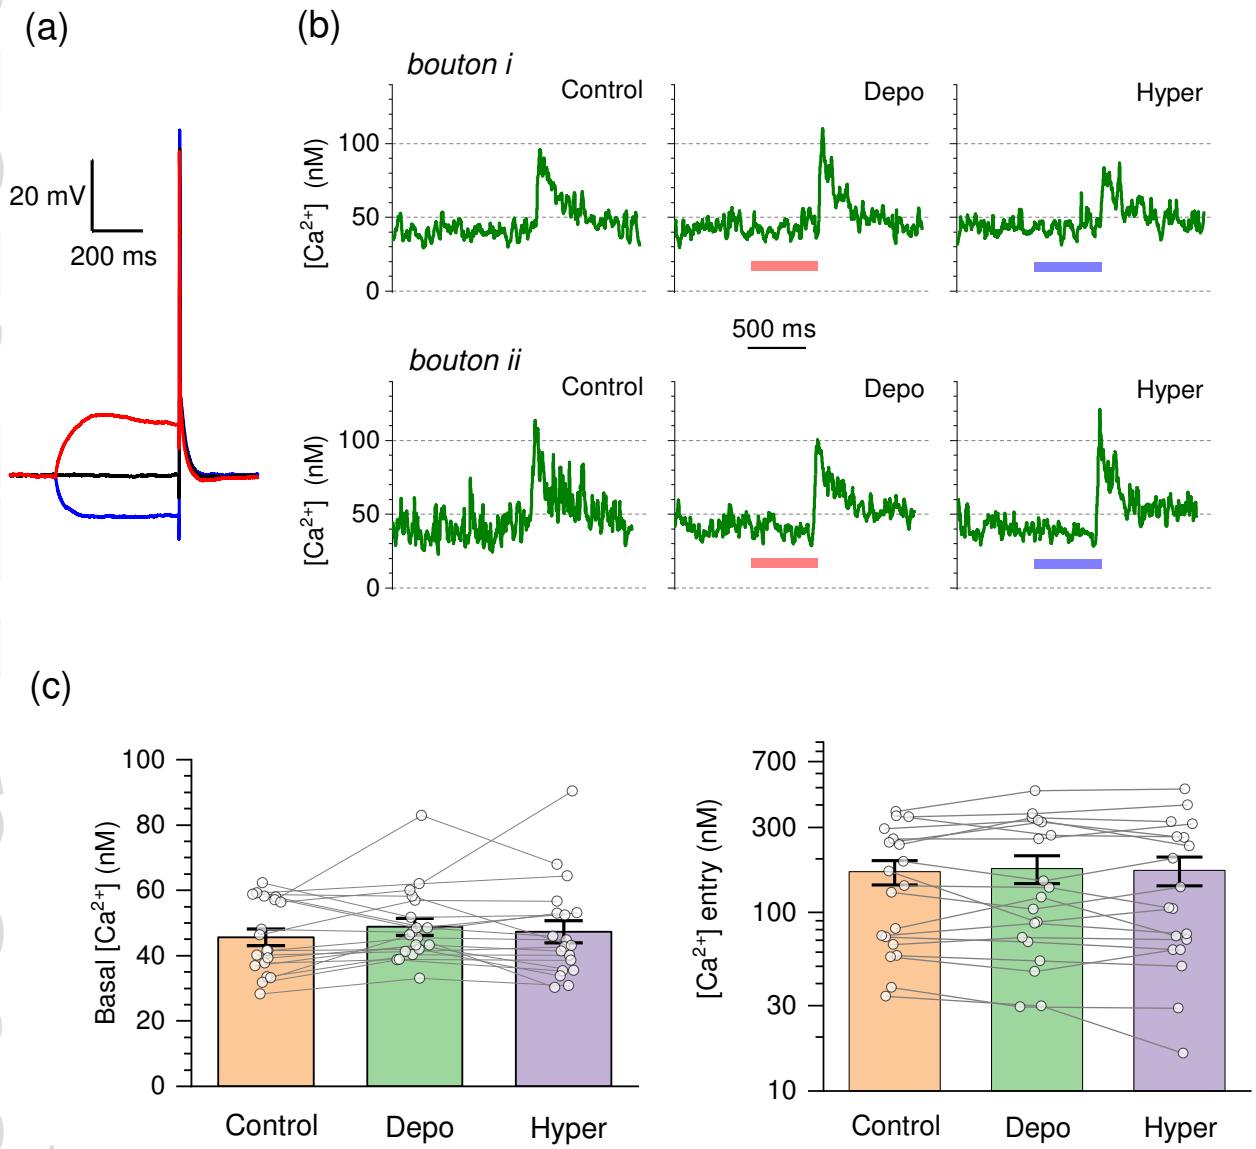 (a)
20 mV
200 ms
(b)
bouton i
Control
Depo
Hyper
[Ca²⁺] (nM)
100
50
0
500 ms
bouton ii
Control
Depo
Hyper
[Ca²⁺] (nM)
100
50
0
(c)
Basal [Ca²⁺] (nM)
100
80
60
40
20
0
Control
Depo
Hyper
[Ca²⁺] entry (nM)
700
300
100
30
10
Control
Depo
Hyper